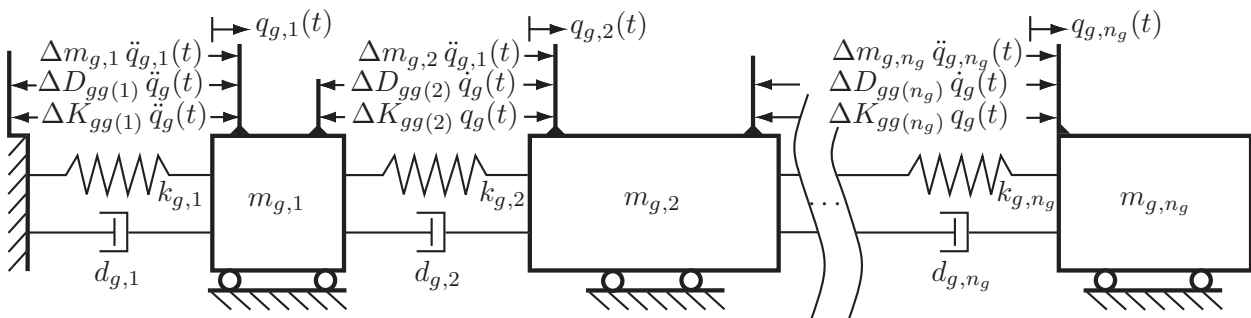 q_{g,1}(t) q_{g,2}(t) q_{g,n_g}(t)
Δm_{g,1} q̈_{g,1}(t) Δm_{g,2} q̈_{g,1}(t) Δm_{g,n_g} q̈_{g,n_g}(t)
ΔD_{gg(1)} q̈_g(t) ΔD_{gg(2)} q̇_g(t) ΔD_{gg(n_g)} q̇_g(t)
ΔK_{gg(1)} q̈_g(t) ΔK_{gg(2)} q_g(t) ΔK_{gg(n_g)} q_g(t)
k_{g,1} k_{g,2} k_{g,n_g}
m_{g,1} m_{g,2} ... m_{g,n_g}
d_{g,1} d_{g,2} d_{g,n_g}